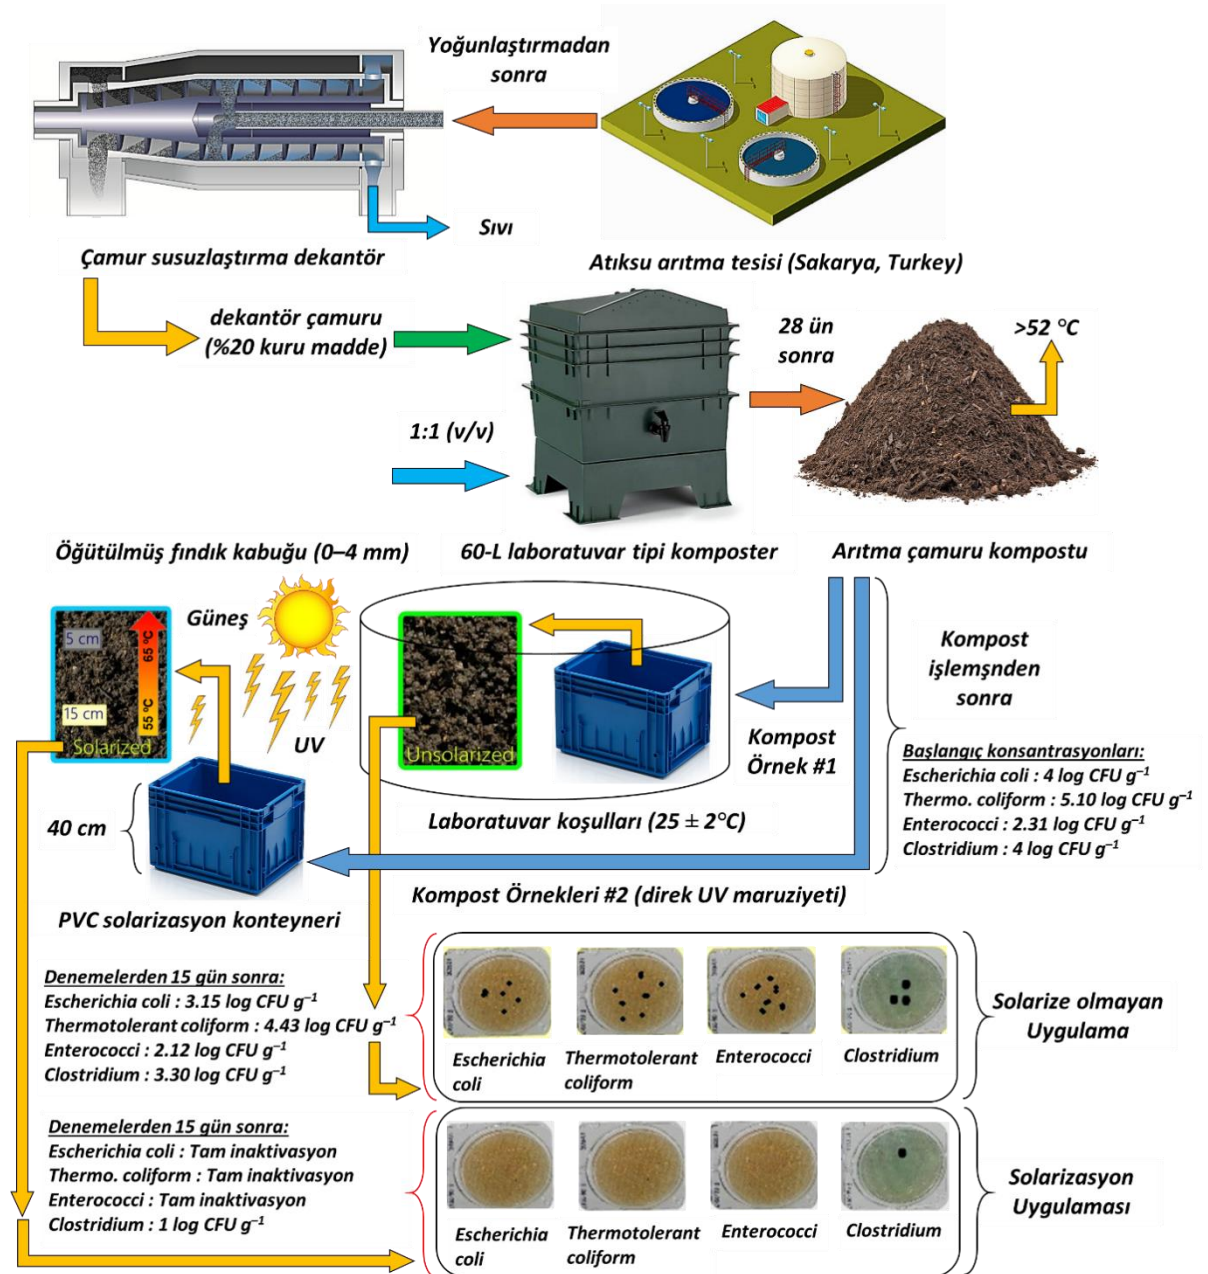 Yoğunlaştırmadan
sonra
Sıvı
Çamur susuzlaştırma dekantör
Atıksu arıtma tesisi (Sakarya, Turkey)
dekantör çamuru
(%20 kuru madde)
28 ün
sonra
>52 °C
1:1 (v/v)
Öğütülmüş fındık kabuğu (0–4 mm)
60-L laboratuvar tipi komposter
Arıtma çamuru kompostu
Güneş
5 cm
65 °C
15 cm
55 °C
Solarized
UV
Unsolarized
Kompost
Örnek #1
Kompost
işlemşnden
sonra
40 cm
Laboratuvar koşulları (25 ± 2°C)
Başlangıç konsantrasyonları:
Escherichia coli : 4 log CFU g⁻¹
Thermo. coliform : 5.10 log CFU g⁻¹
Enterococci : 2.31 log CFU g⁻¹
Clostridium : 4 log CFU g⁻¹
PVC solarizasyon konteyneri
Kompost Örnekleri #2 (direk UV maruziyeti)
Denemelerden 15 gün sonra:
Escherichia coli : 3.15 log CFU g⁻¹
Thermotolerant coliform : 4.43 log CFU g⁻¹
Enterococci : 2.12 log CFU g⁻¹
Clostridium : 3.30 log CFU g⁻¹
Escherichia
coli
Thermotolerant
coliform
Enterococci
Clostridium
Solarize olmayan
Uygulama
Denemelerden 15 gün sonra:
Escherichia coli : Tam inaktivasyon
Thermo. coliform : Tam inaktivasyon
Enterococci : Tam inaktivasyon
Clostridium : 1 log CFU g⁻¹
Escherichia
coli
Thermotolerant
coliform
Enterococci
Clostridium
Solarizasyon
Uygulaması